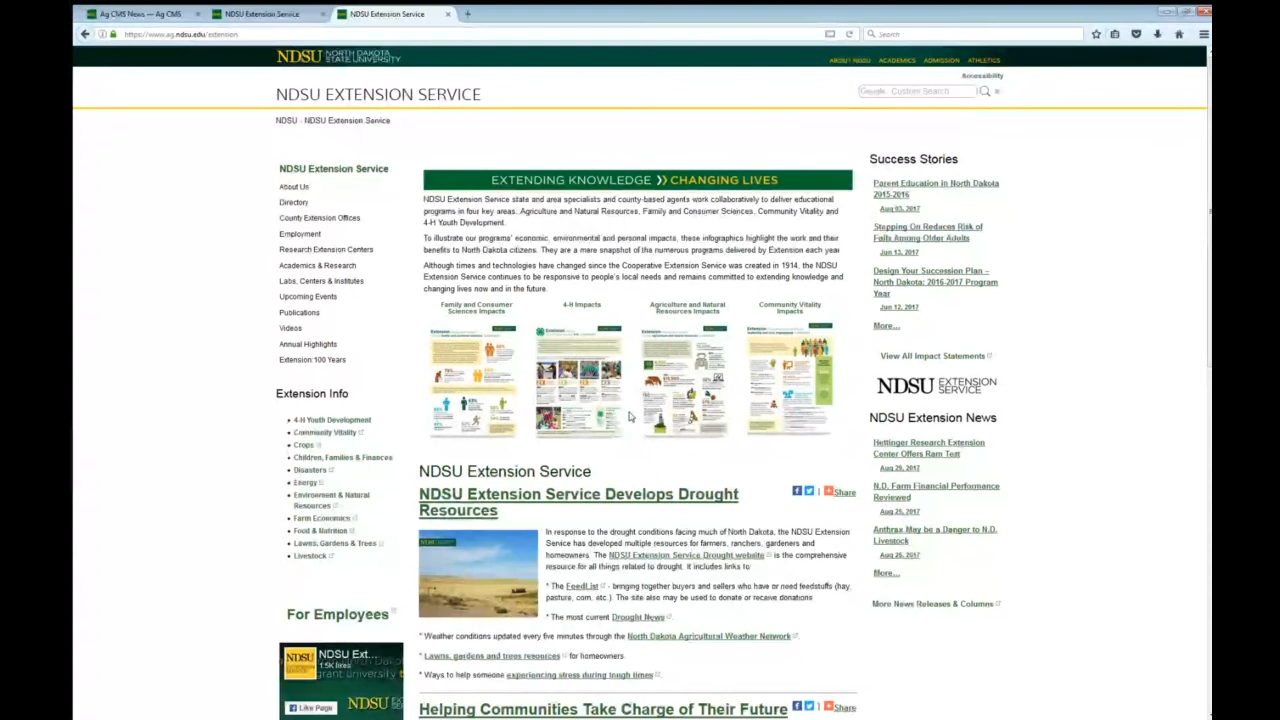 Ag CMS News — Ag CMS
NDSU Extension Service
NDSU Extension Service
https://www.ag.ndsu.edu/extension
Search
NDSU NORTH DAKOTA STATE UNIVERSITY
ABOUT NDSU ACADEMICS ADMISSION ATHLETICS
Accessibility
NDSU EXTENSION SERVICE
Google Custom Search
NDSU NDSU Extension Service
NDSU Extension Service
About Us
Directory
County Extension Offices
Employment
Research Extension Centers
Academics & Research
Labs, Centers & Institutes
Upcoming Events
Publications
Videos
Annual Highlights
Extension 100 Years
Extension Info
4-H Youth Development
Community Vitality
Crops
Children, Families & Finances
Disasters
Energy
Environment & Natural
Resources
Farm Economics
Food & Nutrition
Lawns, Gardens & Trees
Livestock
For Employees
NDSU Ext...
1.5K likes
Like Page
NDSU
EXTENDING KNOWLEDGE CHANGING LIVES
NDSU Extension Service state and area specialists and county-based agents work collaboratively to deliver educational
programs in four key areas...Agriculture and Natural Resources, Family and Consumer Sciences, Community Vitality and
4-H Youth Development.
To illustrate our programs' economic, environmental and personal impacts, these infographics highlight the work and their
benefits to North Dakota citizens. They are a mere snapshot of the numerous programs delivered by Extension each year
Although times and technologies have changed since the Cooperative Extension Service was created in 1914, the NDSU
Extension Service continues to be responsive to people's local needs and remains committed to extending knowledge and
changing lives now and in the future.
Family and Consumer
Sciences Impacts
4-H Impacts
Agriculture and Natural
Resources Impacts
Community Vitality
Impacts
NDSU Extension Service
NDSU Extension Service Develops Drought
Resources
Share
In response to the drought conditions facing much of North Dakota, the NDSU Extension
Service has developed multiple resources for farmers, ranchers, gardeners and
homeowners. The NDSU Extension Service Drought website is the comprehensive
resource for all things related to drought. It includes links to:
* The FeedList - bringing together buyers and sellers who have or need feedstuffs (hay,
pasture, corn, etc.). The site also may be used to donate or receive donations
* The most current Drought News.
* Weather conditions updated every five minutes through the North Dakota Agricultural Weather Network.
* Lawns, gardens and trees resources for homeowners
* Ways to help someone experiencing stress during tough times.
Helping Communities Take Charge of Their Future
Share
Success Stories
Parent Education in North Dakota
2015-2016
Aug 03, 2017
Stepping On Reduces Risk of
Falls Among Older Adults
Jun 13, 2017
Design Your Succession Plan –
North Dakota: 2016-2017 Program
Year
Jun 12, 2017
More...
View All Impact Statements
NDSU EXTENSION SERVICE
NDSU Extension News
Hettinger Research Extension
Center Offers Ram Test
Aug 29, 2017
N.D. Farm Financial Performance
Reviewed
Aug 25, 2017
Anthrax May be a Danger to N.D.
Livestock
More...
More News Releases & Columns